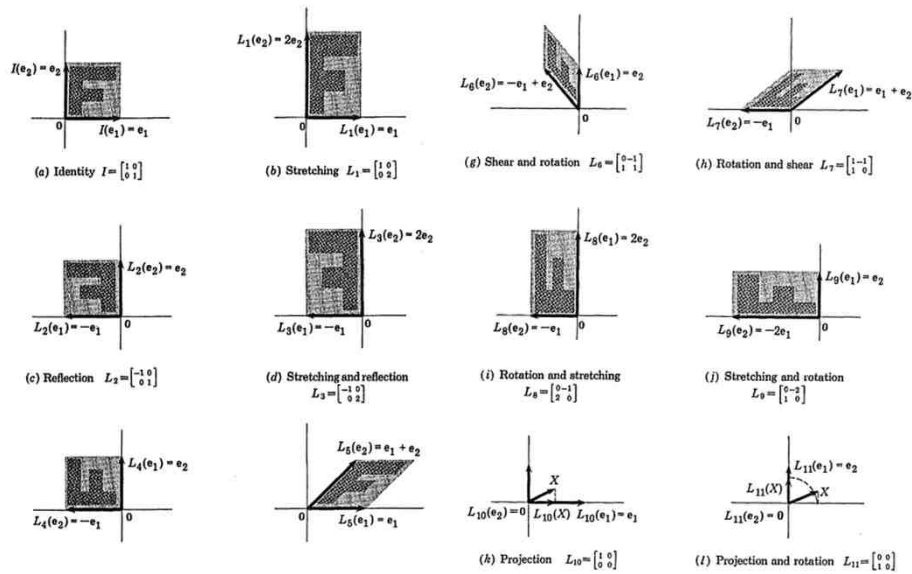 I(e₂)=e₂
I(e₁)=e₁
0
(a) Identity I=[1 0
0 1]
L₁(e₂)=2e₂
L₁(e₁)=e₁
0
(b) Stretching L₁=[1 0
0 2]
L₆(e₂)=−e₁+e₂
L₆(e₁)=e₂
0
(g) Shear and rotation L₆=[0−1
1 1]
L₇(e₁)=e₁+e₂
L₇(e₂)=−e₁
0
(h) Rotation and shear L₇=[1−1
1 0]
L₂(e₂)=e₂
L₂(e₁)=−e₁
0
(c) Reflection L₂=[−1 0
0 1]
L₃(e₂)=2e₂
L₃(e₁)=−e₁
0
(d) Stretching and reflection
L₃=[−1 0
0 2]
L₈(e₁)=2e₂
L₈(e₂)=−e₁
0
(i) Rotation and stretching
L₈=[0−1
2 0]
L₉(e₁)=e₂
L₉(e₂)=−2e₁
0
(j) Stretching and rotation
L₉=[0−2
1 0]
L₄(e₁)=e₂
L₄(e₂)=−e₁
0
L₅(e₂)=e₁+e₂
L₅(e₁)=e₁
0
X
L₁₀(e₂)=0
L₁₀(X)
L₁₀(e₁)=e₁
(k) Projection L₁₀=[1 0
0 0]
L₁₁(e₁)=e₂
L₁₁(X)
X
L₁₁(e₂)=0
(l) Projection and rotation L₁₁=[0 0
1 0]